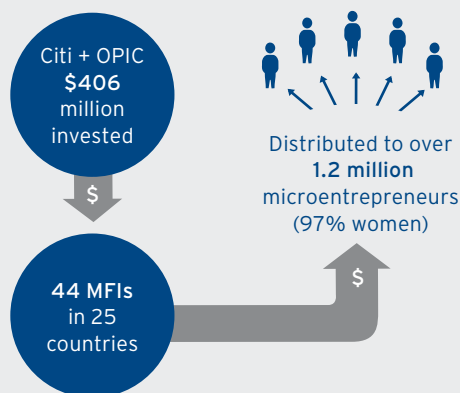 Citi + OPIC
$406
million
invested
$
44 MFIs
in 25
countries
$
Distributed to over
1.2 million
microentrepreneurs
(97% women)